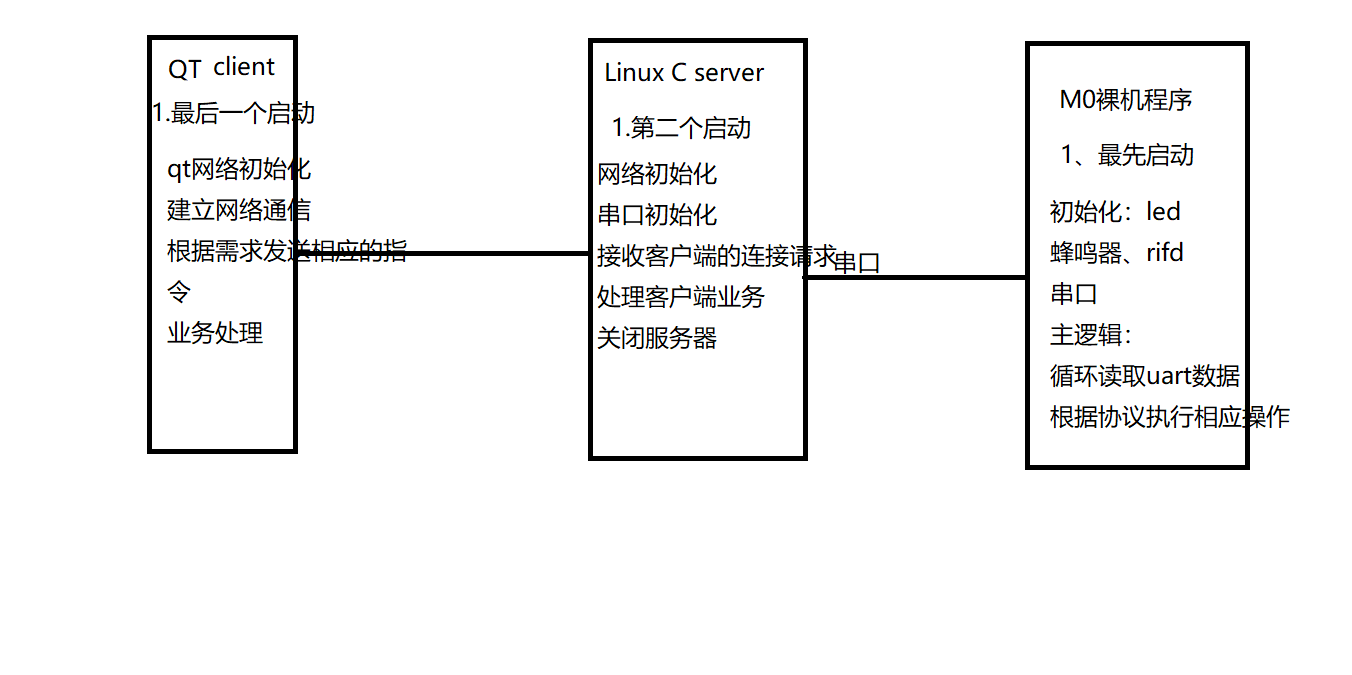 QT client
1.最后一个启动
qt网络初始化
建立网络通信
根据需求发送相应的指
令
业务处理
Linux C server
1.第二个启动
网络初始化
串口初始化
接收客户端的连接请求
处理客户端业务
关闭服务器
串口
M0裸机程序
1、最先启动
初始化：led
蜂鸣器、rifd
串口
主逻辑：
循环读取uart数据
根据协议执行相应操作